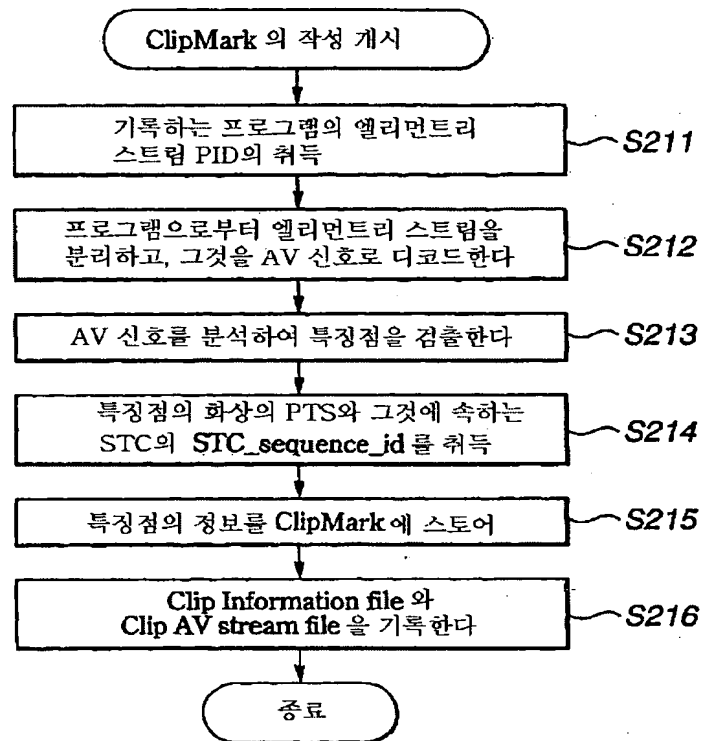 ClipMark 의 작성 게시
기록하는 프로그램의 엘리먼트리
스트림 PID의 취득
S211
프로그램으로부터 엘리먼트리 스트림을
분리하고, 그것을 AV 신호로 디코드한다
S212
AV 신호를 분석하여 특징점을 검출한다
S213
특징점의 화상의 PTS와 그것에 속하는
STC의 STC_sequence_id 를 취득
S214
특징점의 정보를 ClipMark 에 스토어
S215
Clip Information file 와
Clip AV stream file 을 기록한다
S216
종료